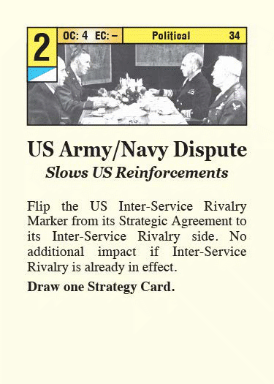 2 OC: 4 EC: – Political 34
US Army/Navy Dispute
Slows US Reinforcements
Flip the US Inter-Service Rivalry
Marker from its Strategic Agreement to
its Inter-Service Rivalry side. No
additional impact if Inter-Service
Rivalry is already in effect.
Draw one Strategy Card.